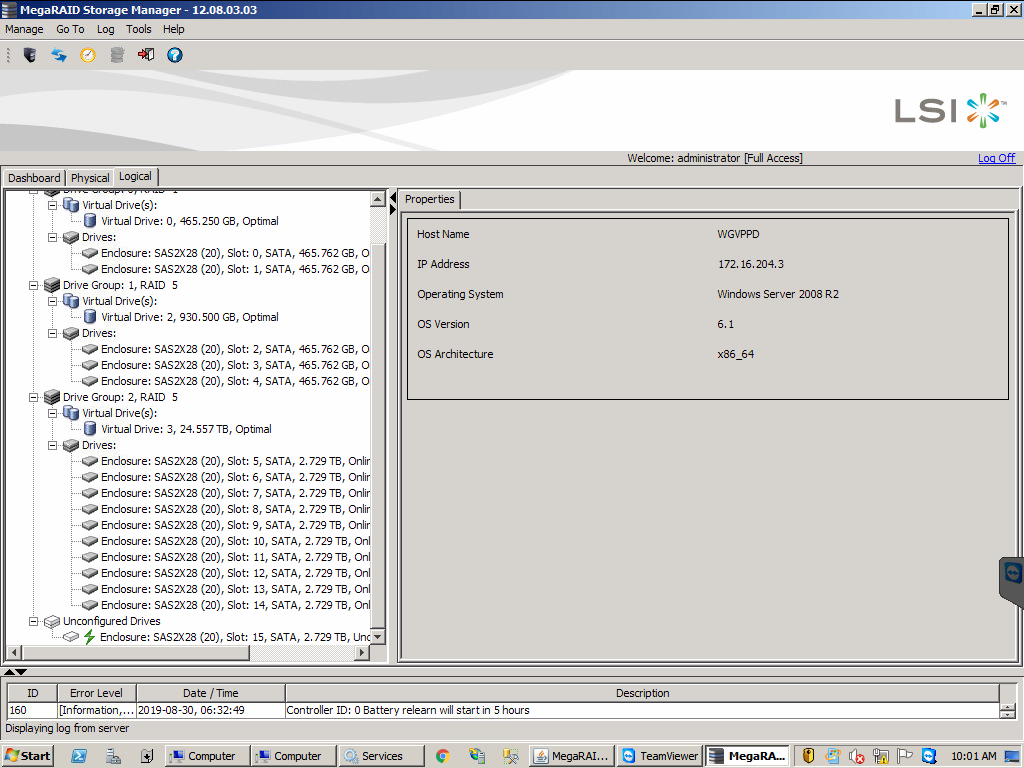 MegaRAID Storage Manager - 12.08.03.03
Manage Go To Log Tools Help
LSI™
Welcome: administrator [Full Access]
Log Off
Dashboard Physical Logical
Drive Group: 0, RAID 1
Virtual Drive(s):
Virtual Drive: 0, 465.250 GB, Optimal
Drives:
Enclosure: SAS2X28 (20), Slot: 0, SATA, 465.762 GB, O
Enclosure: SAS2X28 (20), Slot: 1, SATA, 465.762 GB, O
Drive Group: 1, RAID 5
Virtual Drive(s):
Virtual Drive: 2, 930.500 GB, Optimal
Drives:
Enclosure: SAS2X28 (20), Slot: 2, SATA, 465.762 GB, O
Enclosure: SAS2X28 (20), Slot: 3, SATA, 465.762 GB, O
Enclosure: SAS2X28 (20), Slot: 4, SATA, 465.762 GB, O
Drive Group: 2, RAID 5
Virtual Drive(s):
Virtual Drive: 3, 24.557 TB, Optimal
Drives:
Enclosure: SAS2X28 (20), Slot: 5, SATA, 2.729 TB, Onlin
Enclosure: SAS2X28 (20), Slot: 6, SATA, 2.729 TB, Onlin
Enclosure: SAS2X28 (20), Slot: 7, SATA, 2.729 TB, Onlin
Enclosure: SAS2X28 (20), Slot: 8, SATA, 2.729 TB, Onlin
Enclosure: SAS2X28 (20), Slot: 9, SATA, 2.729 TB, Onlin
Enclosure: SAS2X28 (20), Slot: 10, SATA, 2.729 TB, Onl
Enclosure: SAS2X28 (20), Slot: 11, SATA, 2.729 TB, Onl
Enclosure: SAS2X28 (20), Slot: 12, SATA, 2.729 TB, Onl
Enclosure: SAS2X28 (20), Slot: 13, SATA, 2.729 TB, Onl
Enclosure: SAS2X28 (20), Slot: 14, SATA, 2.729 TB, Onl
Unconfigured Drives
Enclosure: SAS2X28 (20), Slot: 15, SATA, 2.729 TB, Unc
Properties
Host Name WGVPPD
IP Address 172.16.204.3
Operating System Windows Server 2008 R2
OS Version 6.1
OS Architecture x86_64
ID Error Level Date / Time Description
160 [Information,... 2019-08-30, 06:32:49 Controller ID: 0 Battery relearn will start in 5 hours
Displaying log from server
Start Computer Computer Services MegaRAI... TeamViewer MegaRA... 10:01 AM